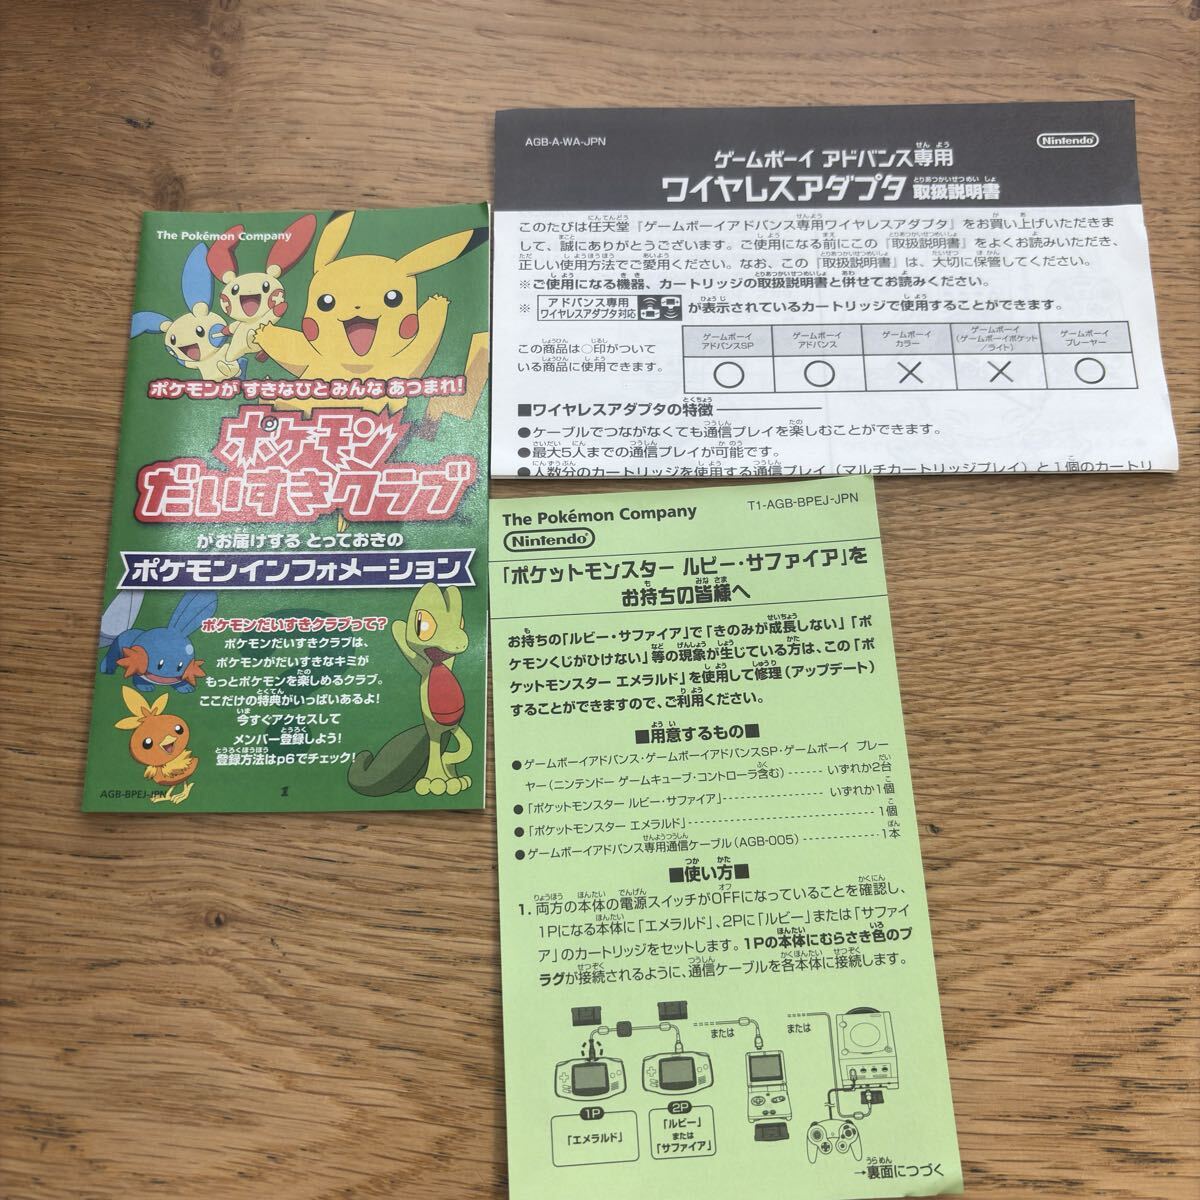 The Pokémon Company
ポケモンが すきなひと みんな あつまれ!
ポケモン
だいすきクラブ
がお届けする とっておきの
ポケモンインフォメーション
ポケモンだいすきクラブって?
ポケモンだいすきクラブは、
ポケモンがだいすきなキミが
もっとポケモンを楽しめるクラブ。
ここだけの特典がいっぱいあるよ!
今すぐアクセスして
メンバー登録しよう!
登録方法はp6でチェック!
AGB-BPEJ-JPN
1
AGB-A-WA-JPN
Nintendo
ゲームボーイ アドバンス専用
ワイヤレスアダプタ 取扱説明書
このたびは任天堂『ゲームボーイアドバンス専用ワイヤレスアダプタ』をお買い上げいただきま
して、誠にありがとうございます。ご使用になる前にこの『取扱説明書』をよくお読みいただき、
正しい使用方法でご愛用ください。なお、この『取扱説明書』は、大切に保管してください。
※ご使用になる機器、カートリッジの取扱説明書と併せてお読みください。
※ アドバンス専用 ワイヤレスアダプタ対応 が表示されているカートリッジで使用することができます。
この商品は○印がついて
いる商品に使用できます。
ゲームボーイ アドバンスSP
ゲームボーイ アドバンス
ゲームボーイ カラー
ゲームボーイ (ゲームボーイポケット /ライト)
ゲームボーイ プレーヤー
○ ○ × × ○
■ワイヤレスアダプタの特徴
●ケーブルでつながなくても通信プレイを楽しむことができます。
●最大5人までの通信プレイが可能です。
●人数分のカートリッジを使用する通信プレイ(マルチカートリッジプレイ)と1個のカートリ
The Pokémon Company
T1-AGB-BPEJ-JPN
Nintendo
「ポケットモンスター ルビー・サファイア」を
お持ちの皆様へ
お持ちの「ルビー・サファイア」で「きのみが成長しない」「ポ
ケモンくじがひけない」等の現象が生じている方は、この「ポ
ケットモンスター エメラルド」を使用して修理(アップデート)
することができますので、ご利用ください。
■用意するもの■
●ゲームボーイアドバンス・ゲームボーイアドバンスSP・ゲームボーイ プレー
ヤー(ニンテンドー ゲームキューブ・コントローラ含む)------ いずれか2台
●「ポケットモンスター ルビー・サファイア」---------------- いずれか1個
●「ポケットモンスター エメラルド」------------------------ 1個
●ゲームボーイアドバンス専用通信ケーブル(AGB-005)------------ 1本
■使い方■
1. 両方の本体の電源スイッチがOFFになっていることを確認し、
1Pになる本体に「エメラルド」、2Pに「ルビー」または「サファイ
ア」のカートリッジをセットします。1Pの本体にむらさき色のプ
ラグが接続されるように、通信ケーブルを各本体に接続します。
または
または
1P
「エメラルド」
2P
「ルビー」
または
「サファイア」
→裏面につづく